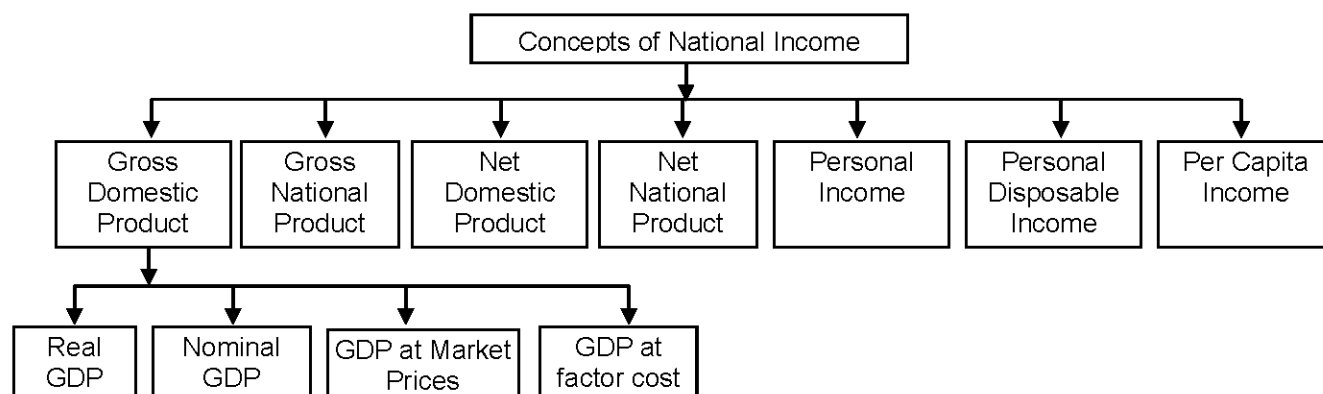 Concepts of National Income
Gross
Domestic
Product
Gross
National
Product
Net
Domestic
Product
Net
National
Product
Personal
Income
Personal
Disposable
Income
Per Capita
Income
Real
GDP
Nominal
GDP
GDP at Market
Prices
GDP at
factor cost